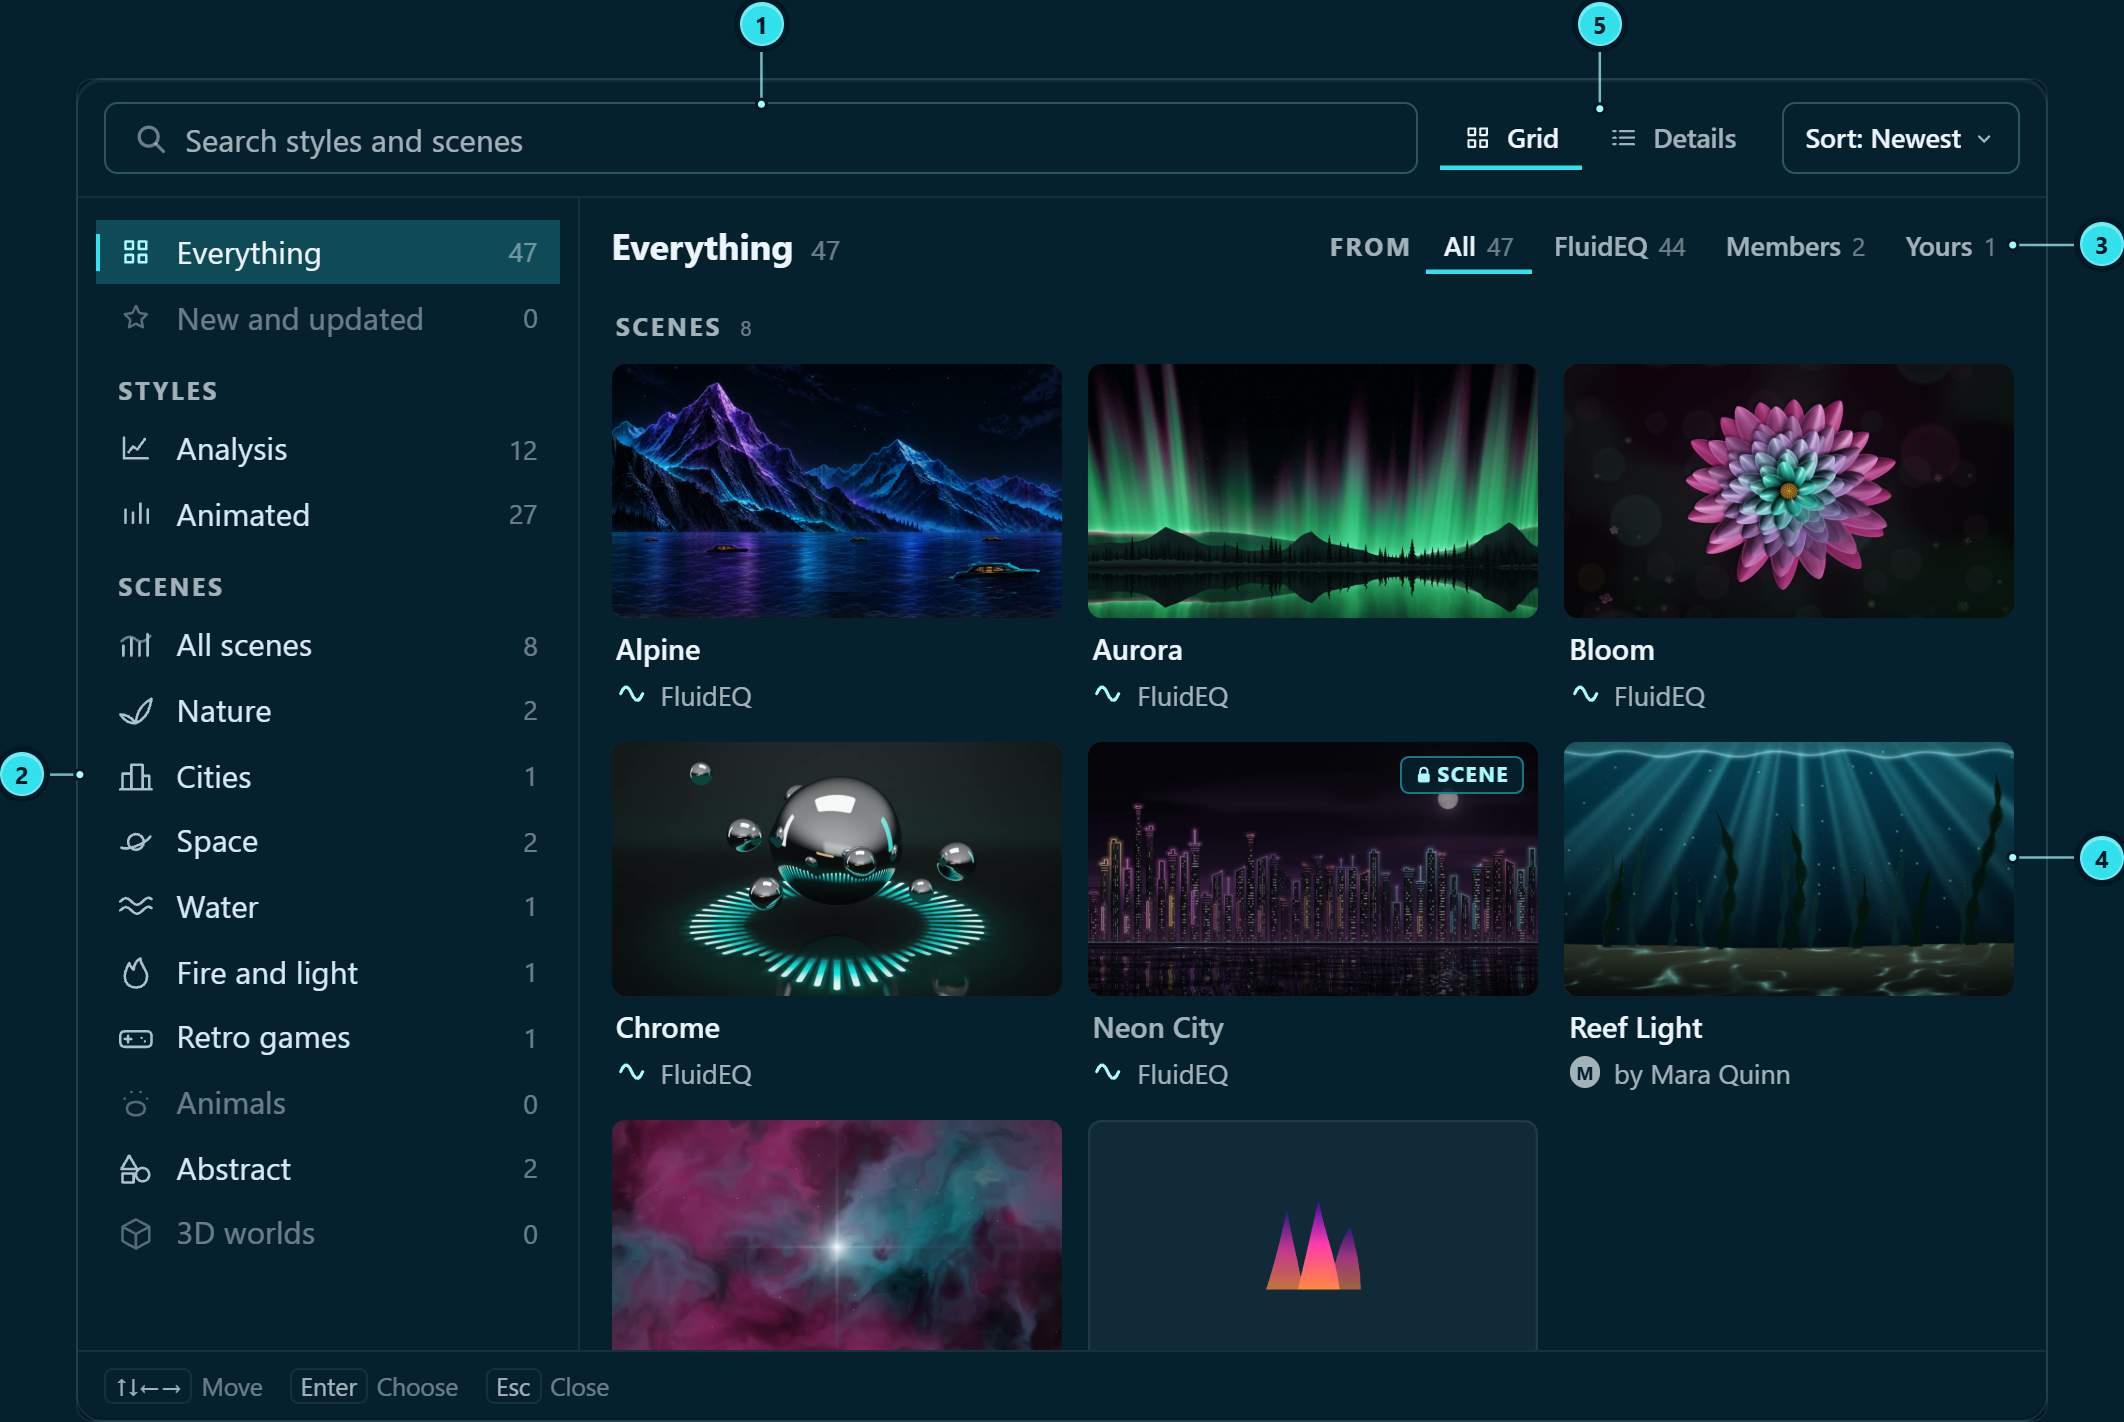 1
5
Search styles and scenes
Grid
Details
Sort: Newest
Everything 47
New and updated 0
STYLES
Analysis 12
Animated 27
SCENES
All scenes 8
Nature 2
Cities 1
Space 2
Water 1
Fire and light 1
Retro games 1
Animals 0
Abstract 2
3D worlds 0
2
Everything 47
FROM All 47 FluidEQ 44 Members 2 Yours 1
3
SCENES 8
Alpine
FluidEQ
Aurora
FluidEQ
Bloom
FluidEQ
Chrome
FluidEQ
SCENE
Neon City
FluidEQ
Reef Light
M by Mara Quinn
4
↑↓←→ Move Enter Choose Esc Close